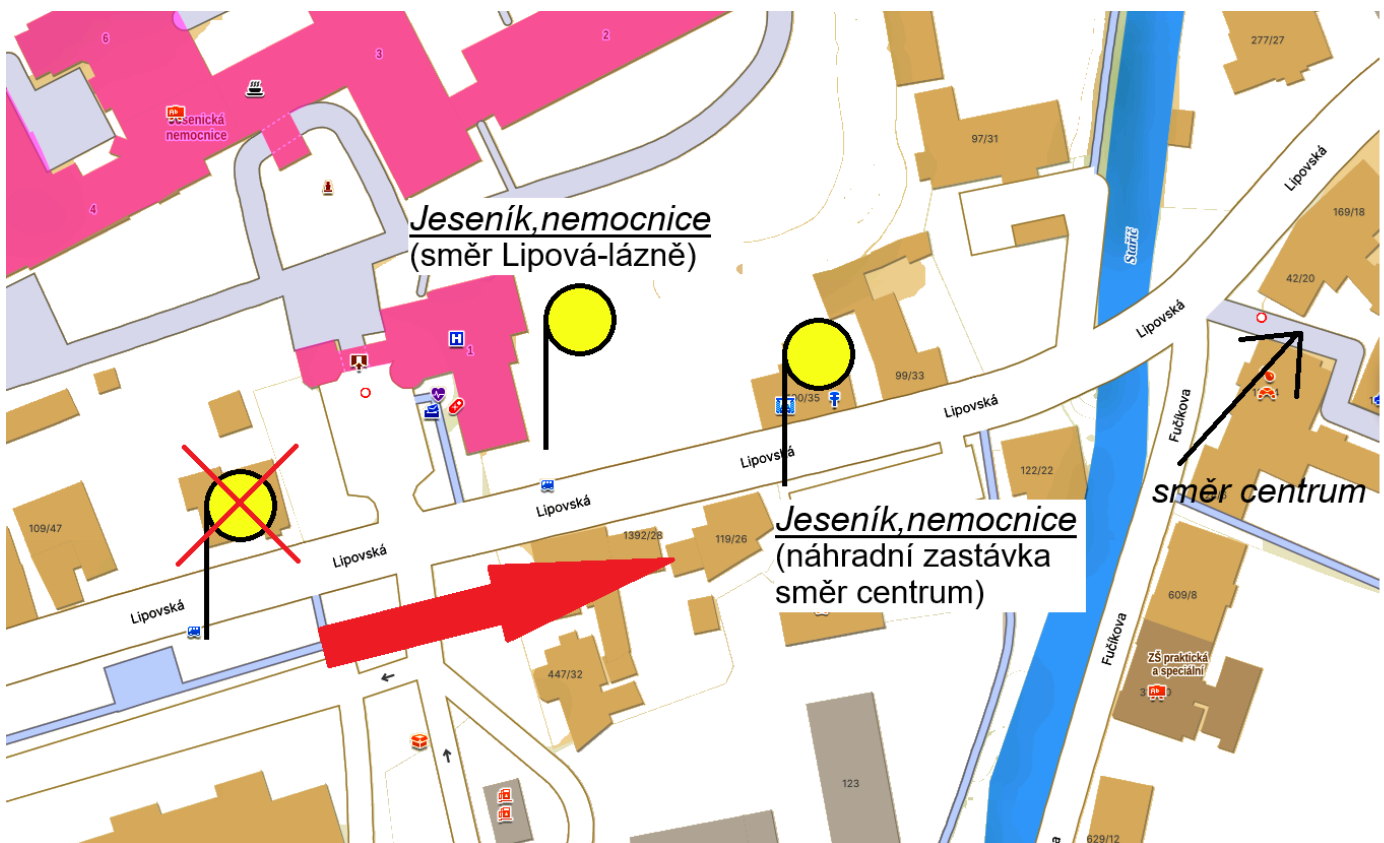 6
3
2
277/27
Jesenická
nemocnice
4
97/31
Lipovská
169/18
Jeseník,nemocnice
(směr Lipová-lázně)
Staříč
42/20
H
1
Lipovská
99/33
Lipovská
Fučíkova
Lipovská
122/22
směr centrum
109/47
Lipovská
1392/28
119/26
Jeseník,nemocnice
(náhradní zastávka
směr centrum)
Lipovská
Lipovská
609/8
Fučíkova
ZŠ praktická
a speciální
447/32
123
629/12